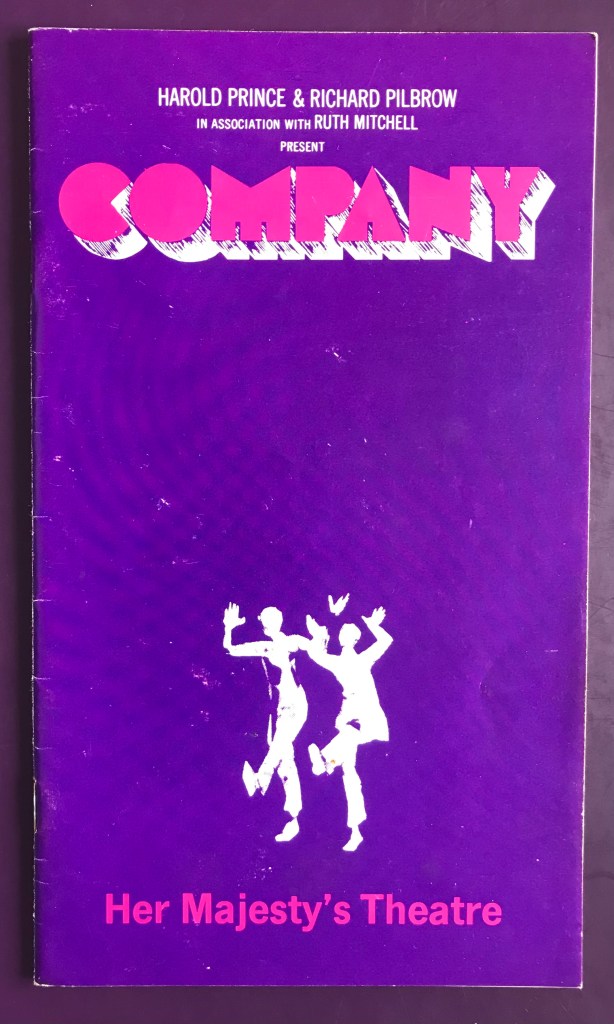 HAROLD PRINCE & RICHARD PILBROW
IN ASSOCIATION WITH RUTH MITCHELL
PRESENT
COMPANY
Her Majesty's Theatre